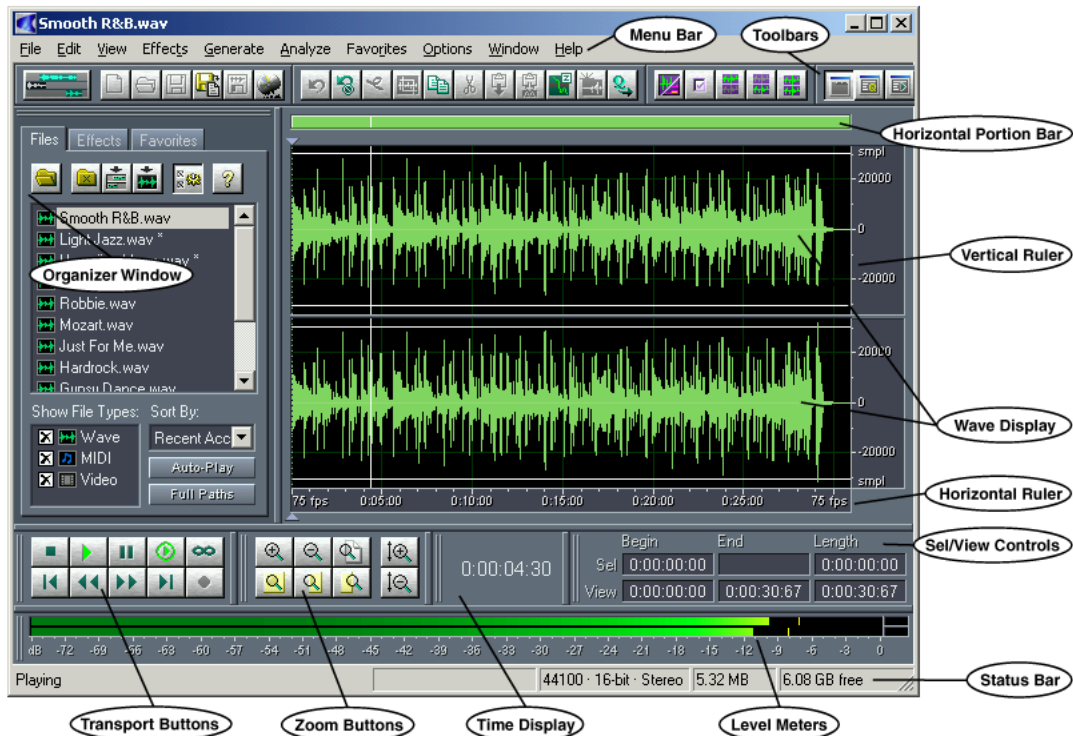 Smooth R&B.wav
File Edit View Effects Generate Analyze Favorites Options Window Help
Menu Bar
Toolbars
Files Effects Favorites
Horizontal Portion Bar
Smooth R&B.wav
Light Jazz.wav *
Organizer Window
Robbie.wav
Mozart.wav
Just For Me.wav
Hardrock.wav
Gypsy Dance.wav
smpl
20000
0
-20000
Vertical Ruler
-20000
0
-20000
smpl
Wave Display
Show File Types: Sort By:
Wave
MIDI
Video
Recent Acc
Auto-Play
Full Paths
75 fps 0:05:00 0:10:00 0:15:00 0:20:00 0:25:00 75 fps
Horizontal Ruler
0:00:04:30
Begin End Length
Sel 0:00:00:00 0:00:00:00
View 0:00:00:00 0:00:30:67 0:00:30:67
Sel/View Controls
dB -72 -69 -66 -63 -60 -57 -54 -51 -48 -45 -42 -39 -36 -33 -30 -27 -24 -21 -18 -15 -12 -9 -6 -3 0
Playing
44100 · 16-bit · Stereo 5.32 MB 6.08 GB free
Status Bar
Transport Buttons
Zoom Buttons
Time Display
Level Meters